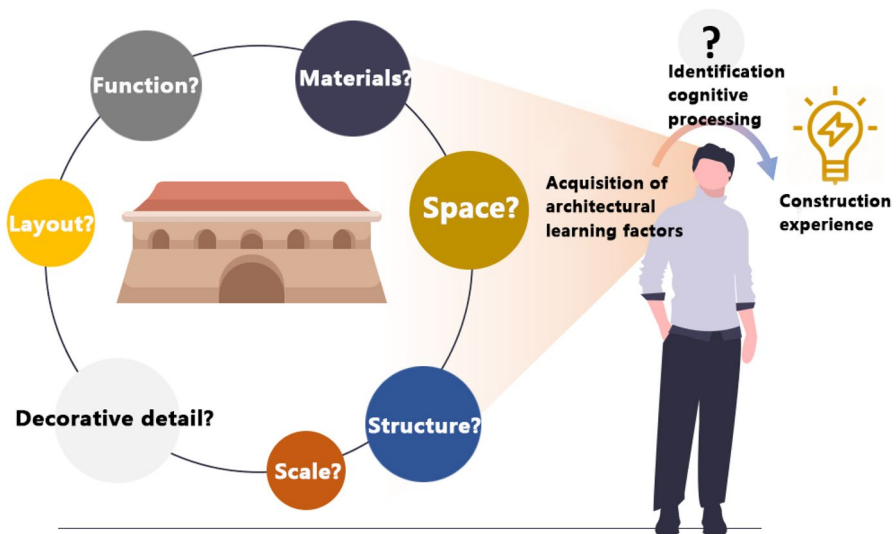 Function?
Materials?
Layout?
Space?
Decorative detail?
Scale?
Structure?
Acquisition of
architectural
learning factors
?
Identification
cognitive
processing
Construction
experience